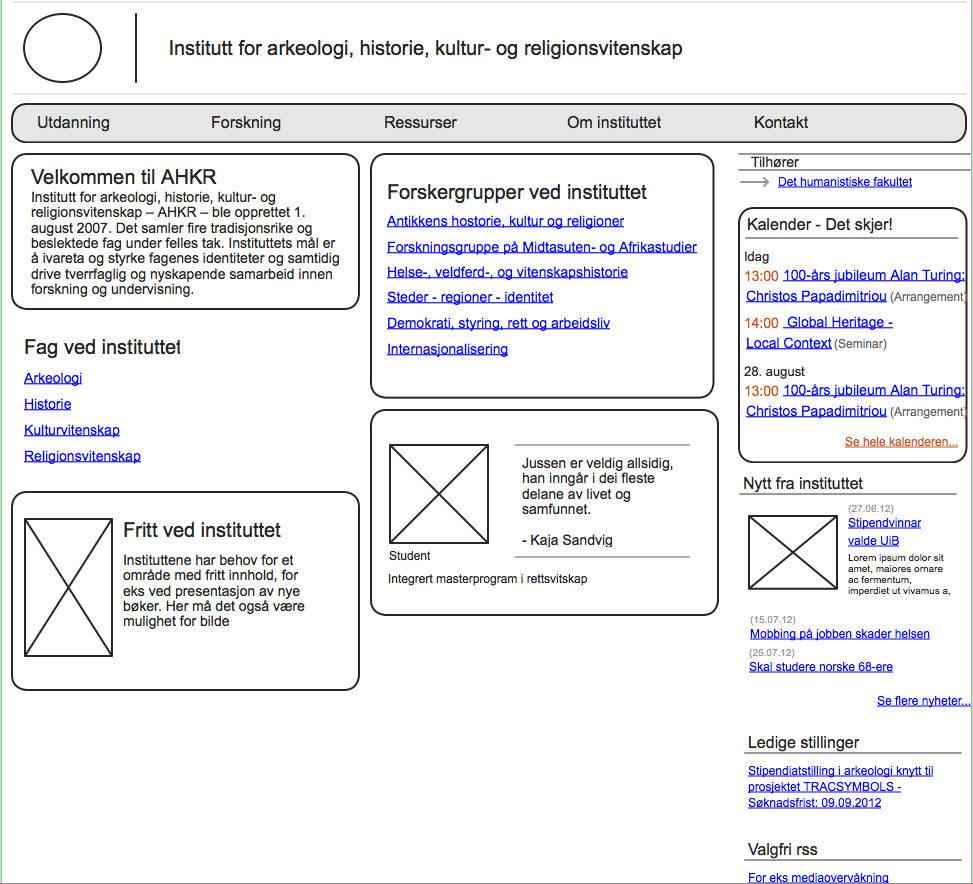 Institutt for arkeologi, historie, kultur- og religionsvitenskap
Utdanning
Forskning
Ressurser
Om instituttet
Kontakt
Velkommen til AHKR
Institutt for arkeologi, historie, kultur- og
religionsvitenskap – AHKR – ble opprettet 1.
august 2007. Det samler fire tradisjonsrike og
beslektede fag under felles tak. Instituttets mål er
å ivareta og styrke fagenes identiteter og samtidig
drive tverrfaglig og nyskapende samarbeid innen
forskning og undervisning.
Fag ved instituttet
Arkeologi
Historie
Kulturvitenskap
Religionsvitenskap
Fritt ved instituttet
Instituttene har behov for et
område med fritt innhold, for
eks ved presentasjon av nye
bøker. Her må det også være
mulighet for bilde
Forskergrupper ved instituttet
Antikkens hostorie, kultur og religioner
Forskningsgruppe på Midtasuten- og Afrikastudier
Helse-, veldferd-, og vitenskapshistorie
Steder - regioner - identitet
Demokrati, styring, rett og arbeidsliv
Internasjonalisering
Jussen er veldig allsidig,
han inngår i dei fleste
delane av livet og
samfunnet.
- Kaja Sandvig
Student
Integrert masterprogram i rettsvitskap
Tilhører
Det humanistiske fakultet
Kalender - Det skjer!
Idag
13:00 100-års jubileum Alan Turing:
Christos Papadimitriou (Arrangement)
14:00 Global Heritage -
Local Context (Seminar)
28. august
13:00 100-års jubileum Alan Turing:
Christos Papadimitriou (Arrangement)
Se hele kalenderen...
Nytt fra instituttet
(27.06.12)
Stipendvinnar
valde UiB
Lorem ipsum dolor sit
amet, maiores ornare
ac fermentum,
imperdiet ut vivamus a,
(15.07.12)
Mobbing på jobben skader helsen
(25.07.12)
Skal studere norske 68-ere
Se flere nyheter...
Ledige stillinger
Stipendiatstilling i arkeologi knytt til
prosjektet TRACSYMBOLS -
Søknadsfrist: 09.09.2012
Valgfri rss
For eks mediaovervåkning